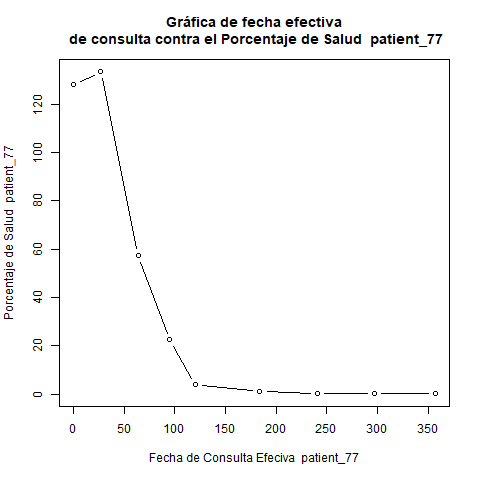 Gráfica de fecha efectiva
de consulta contra el Porcentaje de Salud patient_77
Porcentaje de Salud patient_77
120
100
80
60
40
20
0
0 50 100 150 200 250 300 350
Fecha de Consulta Efeciva patient_77